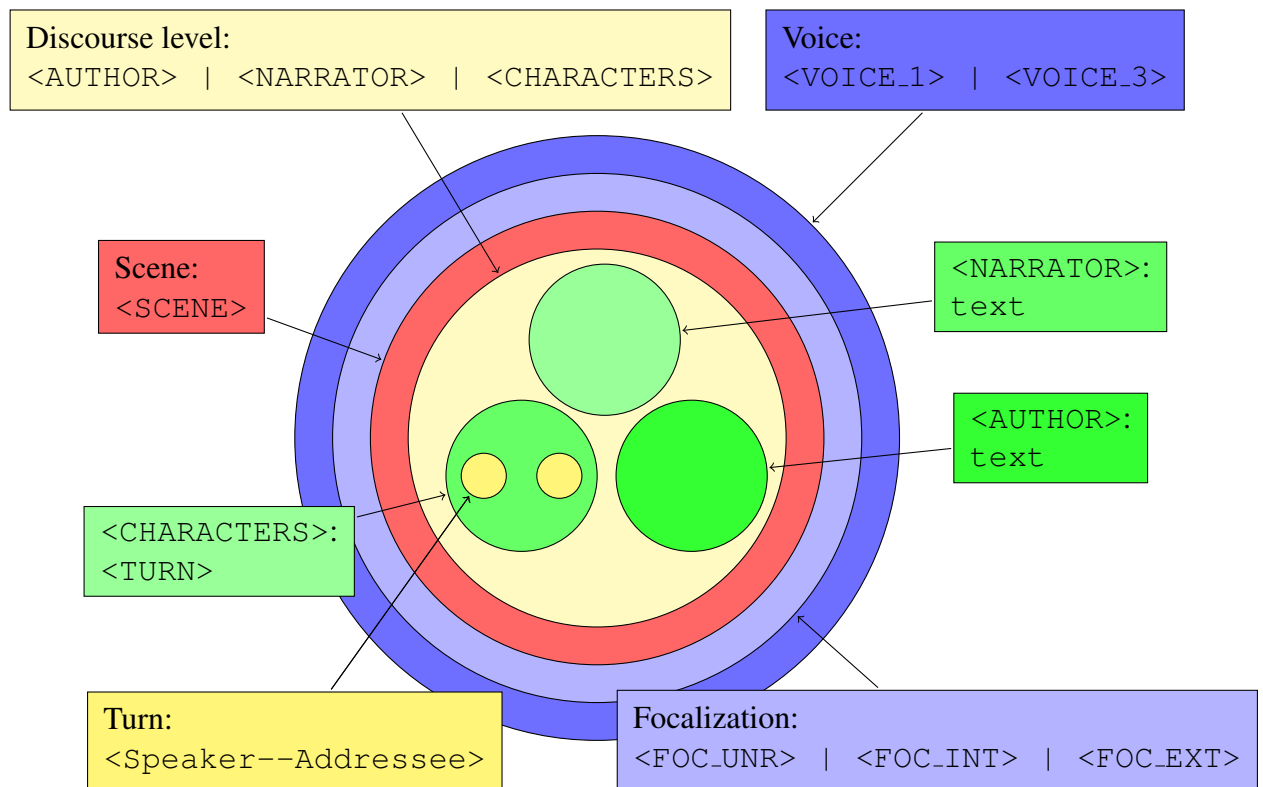 Discourse level:
<AUTHOR> | <NARRATOR> | <CHARACTERS>
Voice:
<VOICE_1> | <VOICE_3>
Scene:
<SCENE>
<NARRATOR>:
text
<AUTHOR>:
text
<CHARACTERS>:
<TURN>
Turn:
<Speaker--Addressee>
Focalization:
<FOC_UNR> | <FOC_INT> | <FOC_EXT>